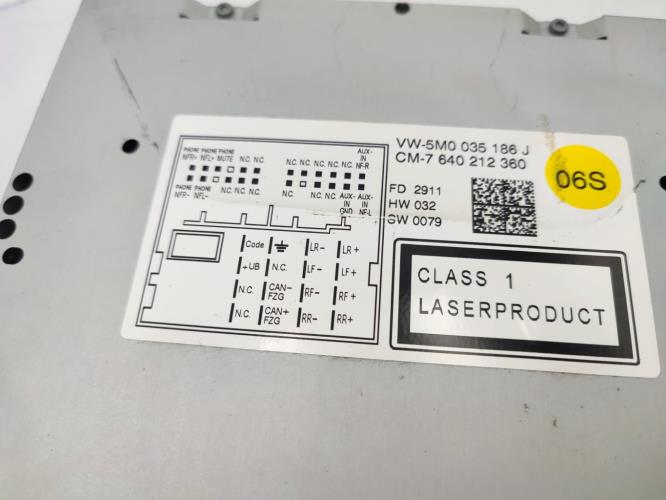 VW-5M0 035 186 J
CM-7 640 212 360
FD 2911
HW 032
SW 0079
06S
CLASS 1
LASERPRODUCT
PHONE PHONE PHONE
NFR+ NFL+ MUTE N.C. N.C.
PHONE PHONE
NFR- NFL- N.C.
N.C. N.C. N.C. N.C. N.C. AUX-IN NF-R
N.C. N.C. N.C. AUX-IN GND AUX-IN NF-L
Code LR- LR+
+UB N.C. LF- LF+
N.C. CAN-FZG RF- RF+
N.C. CAN+FZG RR- RR+